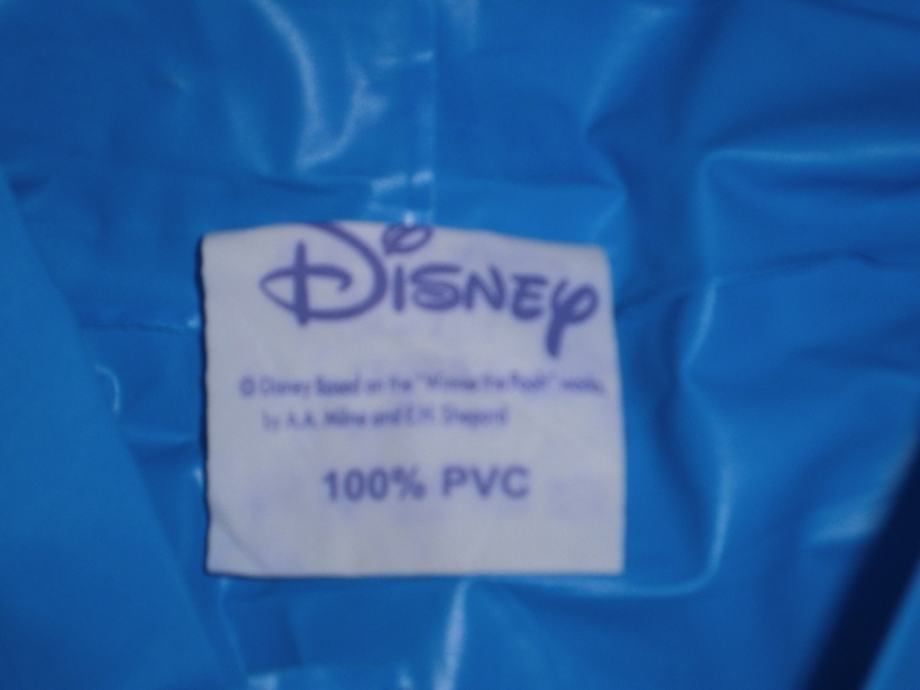 Disney
© Disney Based on the "Winnie the Pooh" works,
by A.A. Milne and E.H. Shepard
100% PVC